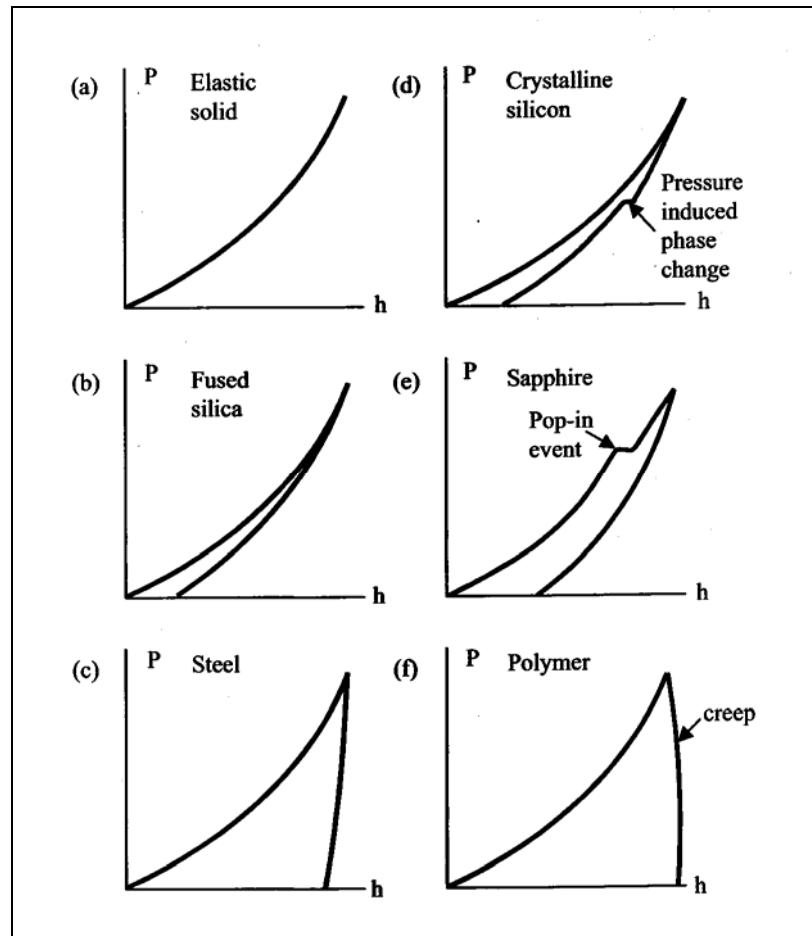 (a)
P
Elastic
solid
h
(d)
P
Crystalline
silicon
Pressure
induced
phase
change
h
(b)
P
Fused
silica
h
(e)
P
Sapphire
Pop-in
event
h
(c)
P
Steel
h
(f)
P
Polymer
creep
h